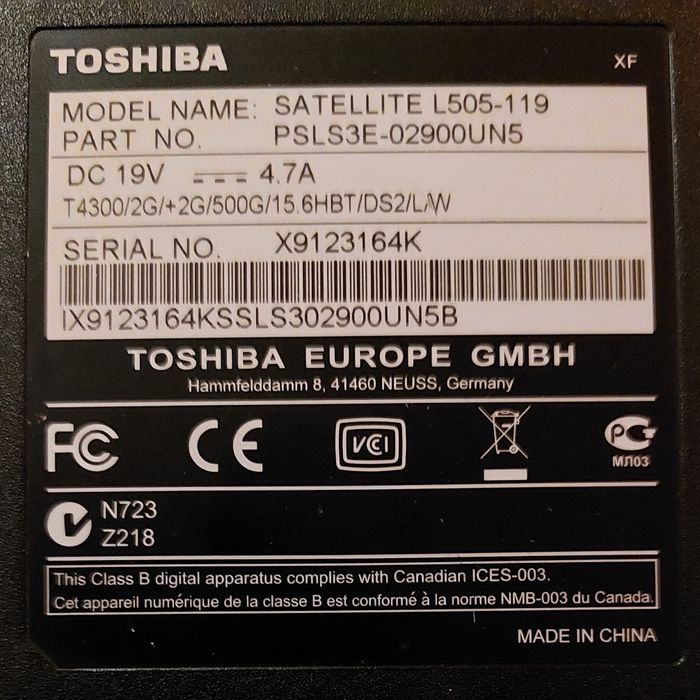 TOSHIBA
XF
MODEL NAME: SATELLITE L505-119
PART NO. PSLS3E-02900UN5
DC 19V 4.7A
T4300/2G/+2G/500G/15.6HBT/DS2/L/W
SERIAL NO. X9123164K
IX9123164KSSLS302900UN5B
TOSHIBA EUROPE GMBH
Hammfelddamm 8, 41460 NEUSS, Germany
FC CE VCI PG
МЛ03
N723
Z218
This Class B digital apparatus complies with Canadian ICES-003.
Cet appareil numérique de la classe B est conformé à la norme NMB-003 du Canada.
MADE IN CHINA